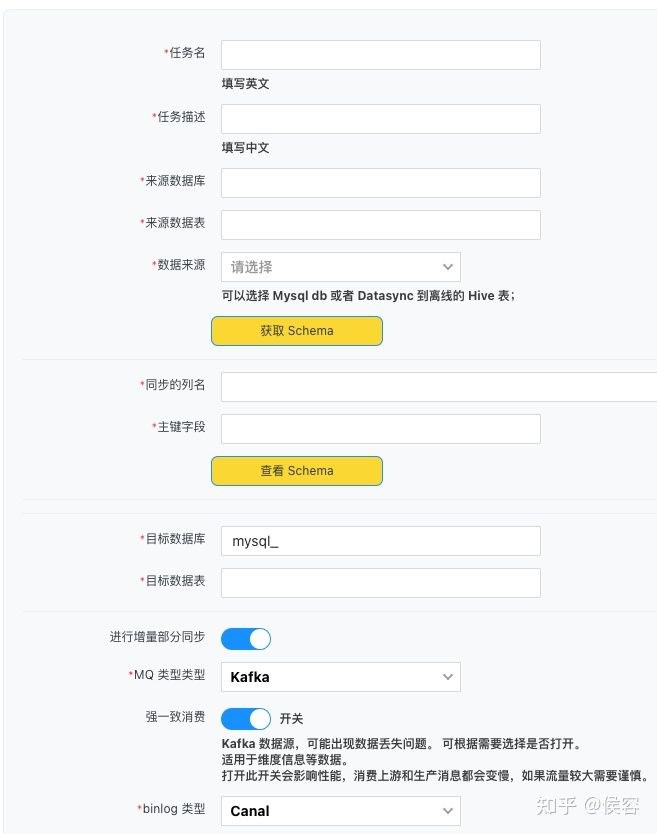 *任务名
填写英文
*任务描述
填写中文
*来源数据库
*来源数据表
*数据来源 请选择
可以选择 Mysql db 或者 Datasync 到离线的 Hive 表；
获取 Schema
*同步的列名
*主键字段
查看 Schema
*目标数据库 mysql_
*目标数据表
进行增量部分同步
*MQ 类型类型 Kafka
强一致消费 开关
Kafka 数据源，可能出现数据丢失问题。 可根据需要选择是否打开。
适用于维度信息等数据。
打开此开关会影响性能，消费上游和生产消息都会变慢，如果流量较大需要谨慎。
*binlog 类型 Canal
知乎 @侯容